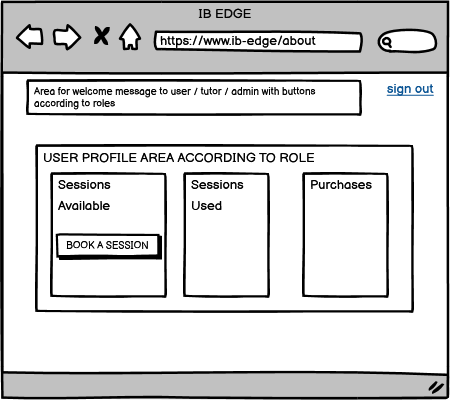 IB EDGE
https://www.ib-edge/about
Area for welcome message to user / tutor / admin with buttons
according to roles
sign out
USER PROFILE AREA ACCORDING TO ROLE
Sessions
Available
BOOK A SESSION
Sessions
Used
Purchases